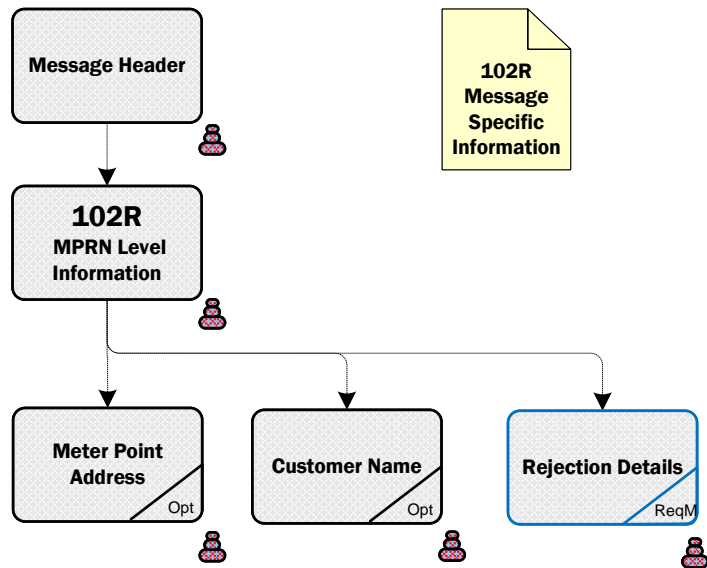 Message Header
102R
Message
Specific
Information
102R
MPRN Level
Information
Meter Point
Address
Opt
Customer Name
Opt
Rejection Details
ReqM